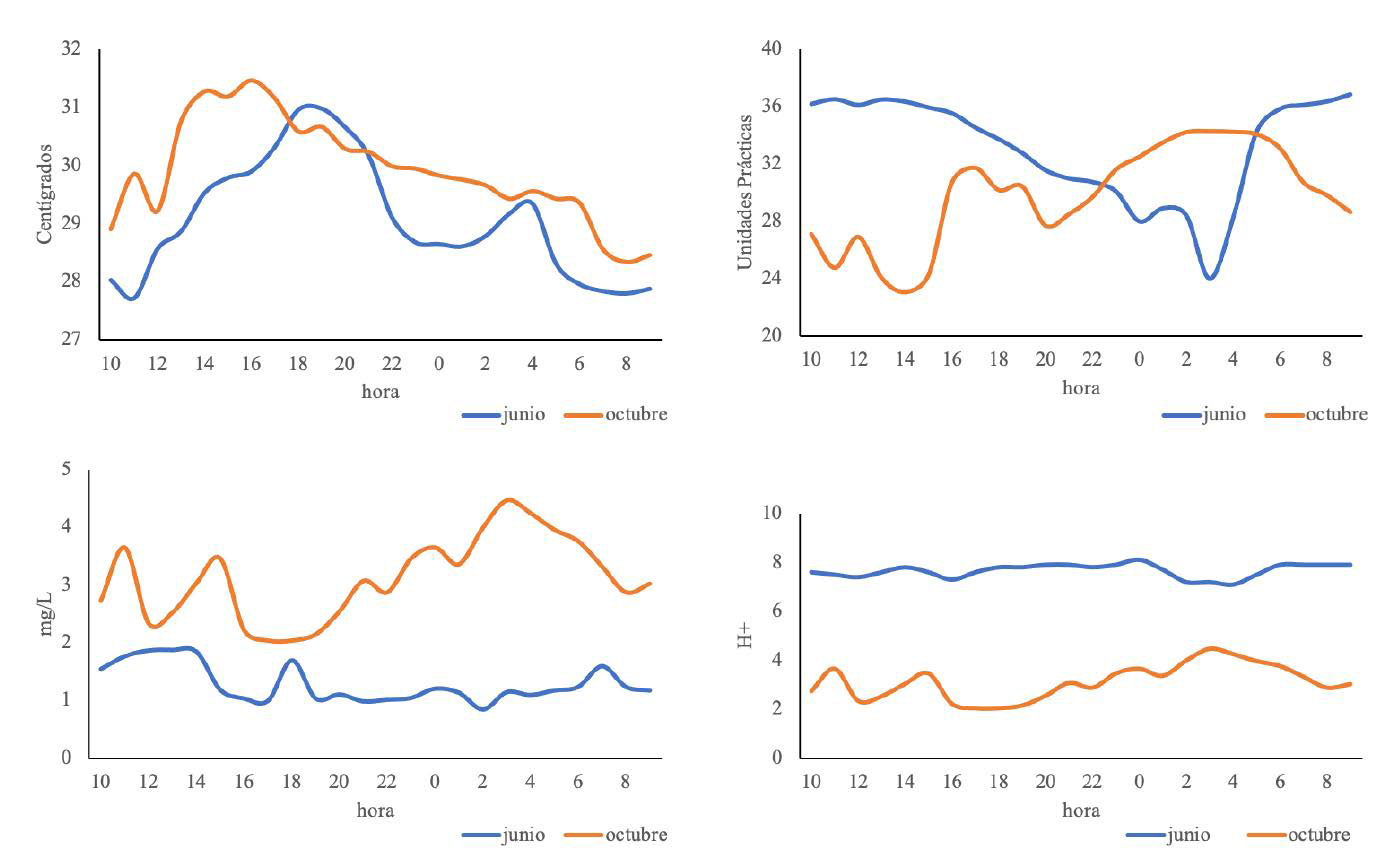 Centígrados
32
31
30
29
28
27
10 12 14 16 18 20 22 0 2 4 6 8
hora
junio octubre
Unidades Prácticas
40
36
32
28
24
20
10 12 14 16 18 20 22 0 2 4 6 8
hora
junio octubre
mg/L
5
4
3
2
1
0
10 12 14 16 18 20 22 0 2 4 6 8
hora
junio octubre
H+
10
8
6
4
2
0
10 12 14 16 18 20 22 0 2 4 6 8
hora
junio octubre